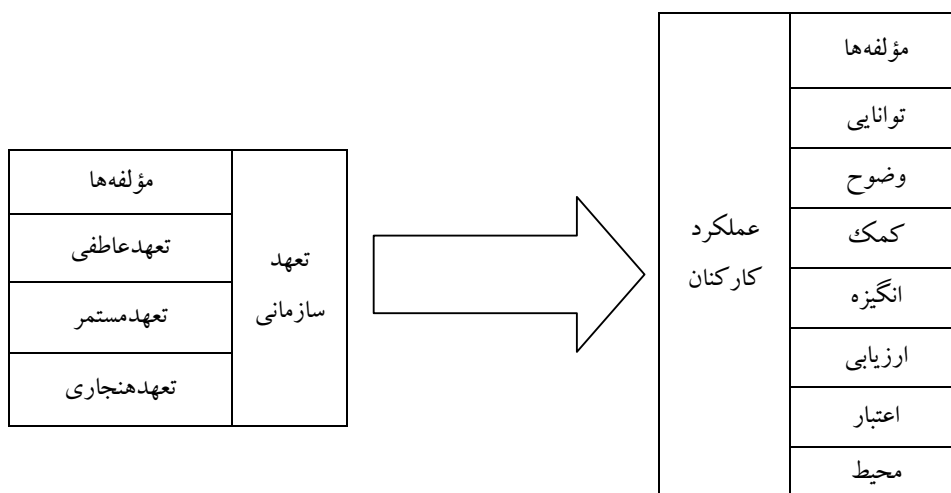 تعهد
سازمانی
مؤلفه‌ها
تعهدعاطفی
تعهدمستمر
تعهدهنجاری
عملکرد
کارکنان
مؤلفه‌ها
توانایی
وضوح
کمک
انگیزه
ارزیابی
اعتبار
محیط